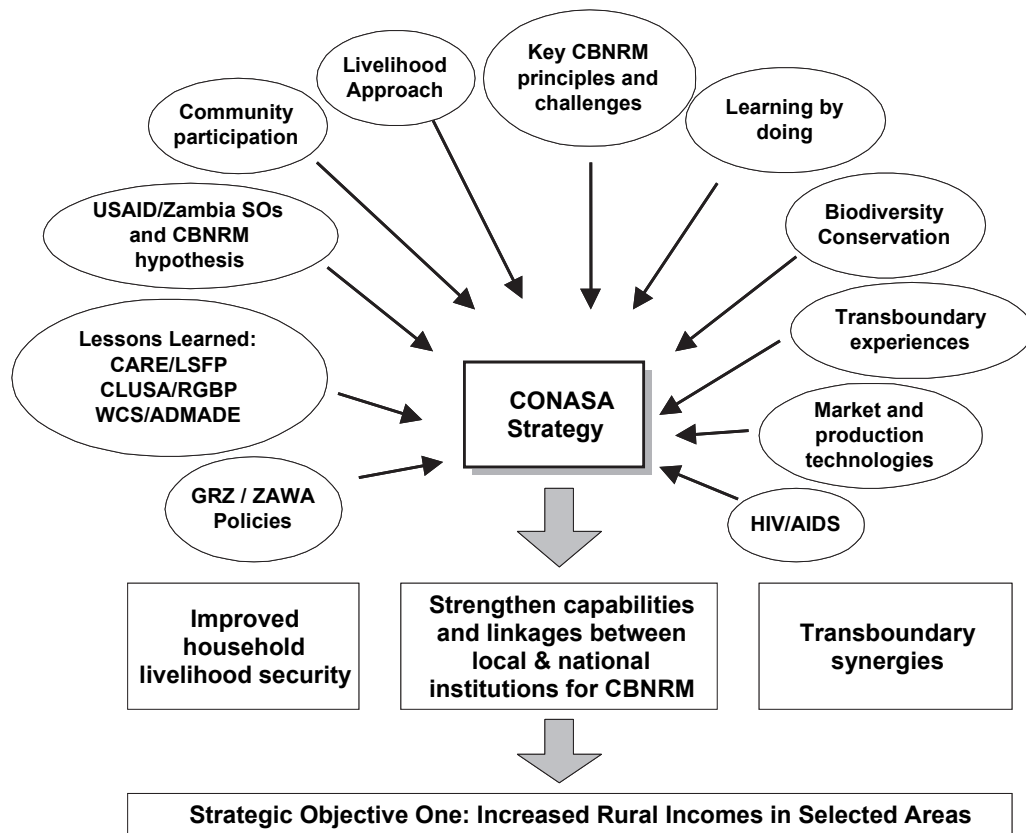 Key CBNRM
principles and
challenges
Livelihood
Approach
Learning by
doing
Community
participation
USAID/Zambia SOs
and CBNRM
hypothesis
Biodiversity
Conservation
Lessons Learned:
CARE/LSFP
CLUSA/RGBP
WCS/ADMADE
Transboundary
experiences
CONASA
Strategy
Market and
production
technologies
GRZ / ZAWA
Policies
HIV/AIDS
Improved
household
livelihood security
Strengthen capabilities
and linkages between
local & national
institutions for CBNRM
Transboundary
synergies
Strategic Objective One: Increased Rural Incomes in Selected Areas